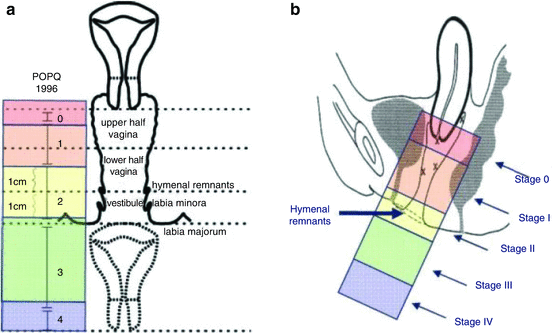 a
POPQ
1996
0
1
1cm
1cm
2
3
4
upper half
vagina
lower half
vagina
hymenal remnants
vestibule
labia minora
labia majorum
b
x
x x
Hymenal
remnants
Stage 0
Stage I
Stage II
Stage III
Stage IV